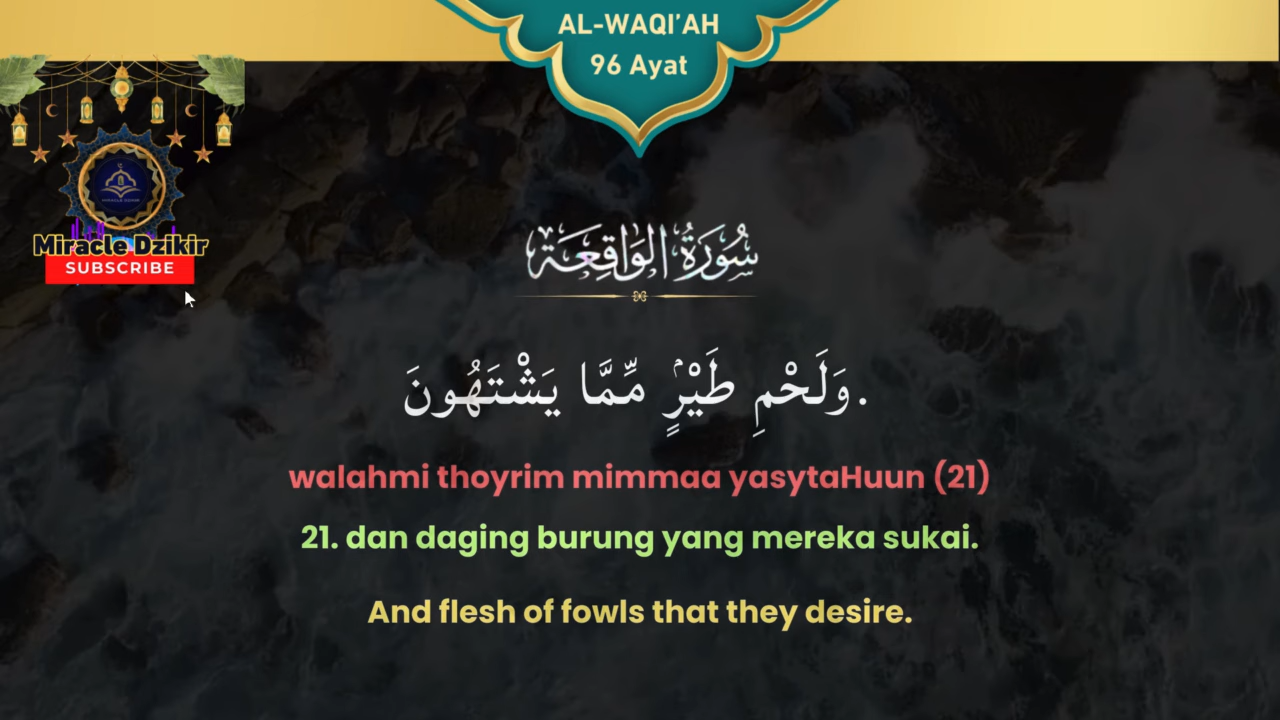 AL-WAQI'AH
96 Ayat
Miracle Dzikir
SUBSCRIBE
سُورَةُ الوَاقِعَة
وَلَحْمِ طَيْرٍۢ مِّمَّا يَشْتَهُونَ.
walahmi thoyrim mimmaa yasytaHuun (21)
21. dan daging burung yang mereka sukai.
And flesh of fowls that they desire.